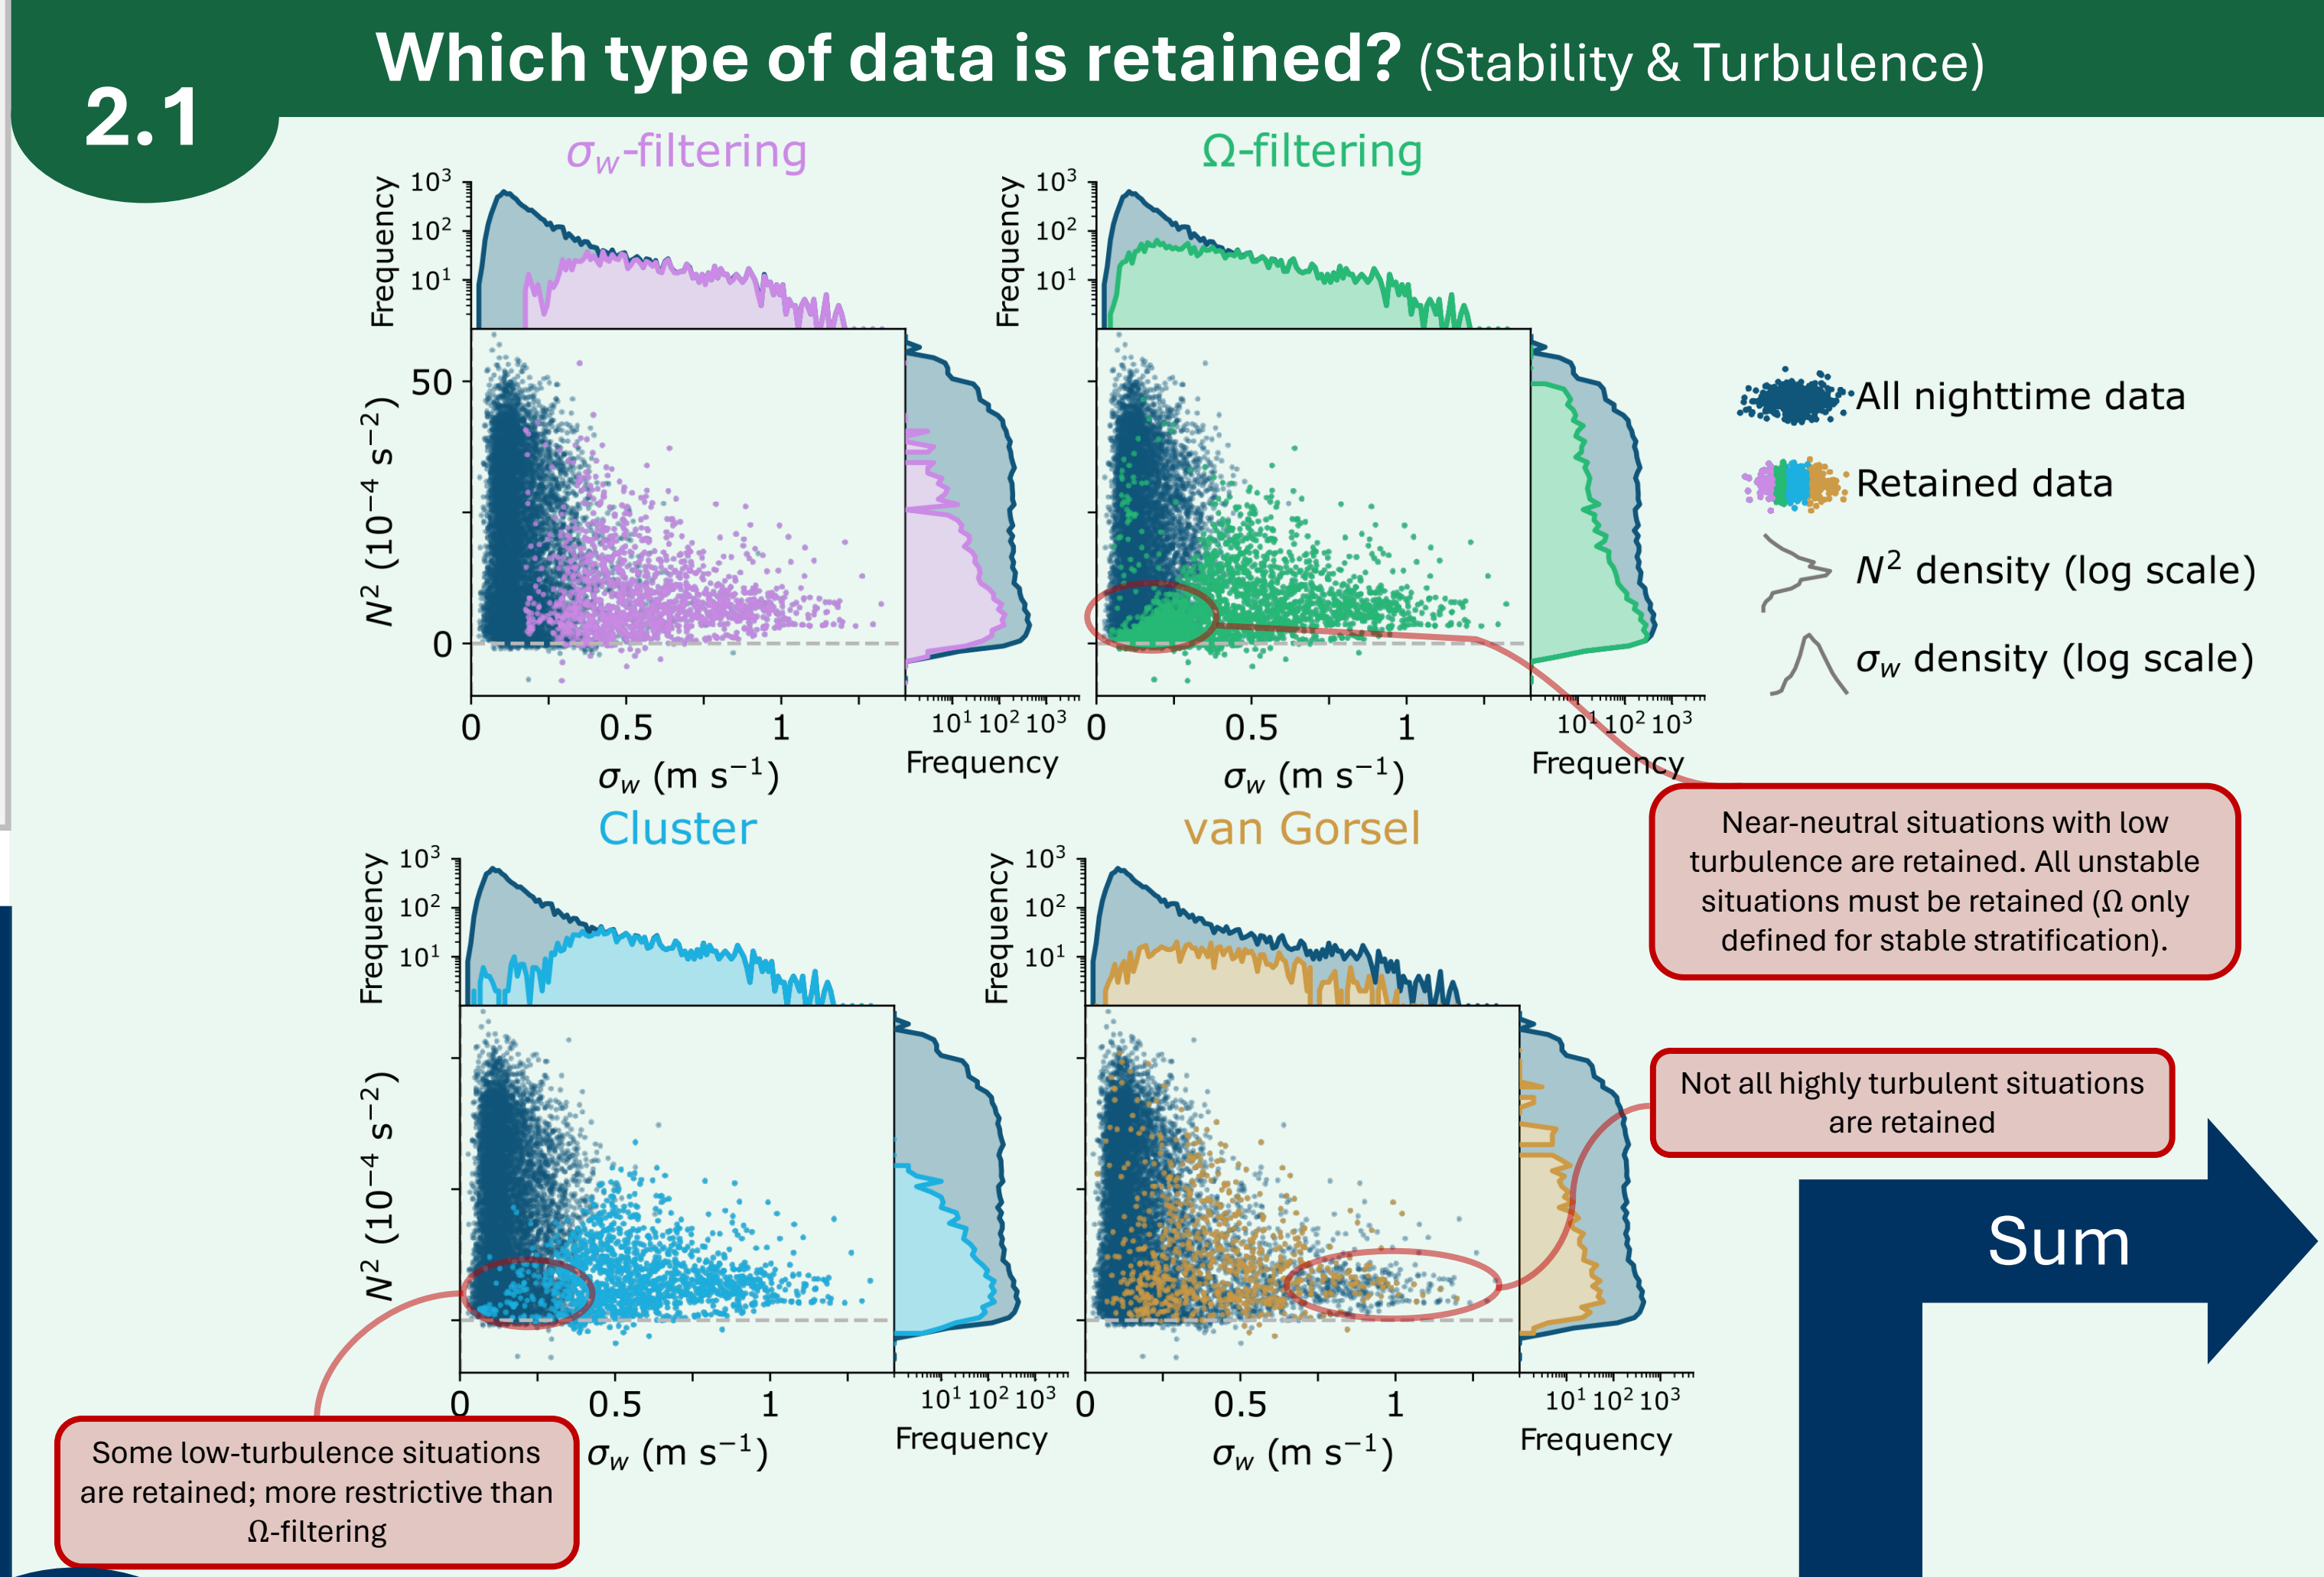 2.1
Which type of data is retained? (Stability & Turbulence)
σw-filtering
Frequency
10³
10²
10¹
N² (10⁻⁴ s⁻²)
50
0
0
0.5
1
σw (m s⁻¹)
10¹ 10² 10³
Frequency
Ω-filtering
Frequency
10³
10²
10¹
0
0.5
1
σw (m s⁻¹)
10¹ 10² 10³
Frequency
All nighttime data
Retained data
N² density (log scale)
σw density (log scale)
Near-neutral situations with low
turbulence are retained. All unstable
situations must be retained (Ω only
defined for stable stratification).
Cluster
Frequency
10³
10²
10¹
N² (10⁻⁴ s⁻²)
0
0.5
1
σw (m s⁻¹)
10¹ 10² 10³
Frequency
van Gorsel
Frequency
10³
10²
10¹
0
0.5
1
σw (m s⁻¹)
10¹ 10² 10³
Frequency
Not all highly turbulent situations
are retained
Sum
Some low-turbulence situations
are retained; more restrictive than
Ω-filtering